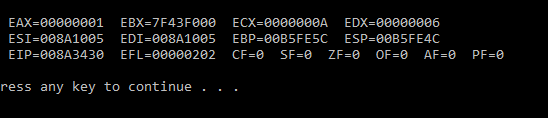 EAX=00000001  EBX=7F43F000  ECX=0000000A  EDX=00000006
ESI=008A1005  EDI=008A1005  EBP=00B5FE5C  ESP=00B5FE4C
EIP=008A3430  EFL=00000202  CF=0  SF=0  ZF=0  OF=0  AF=0  PF=0
ress any key to continue . . .